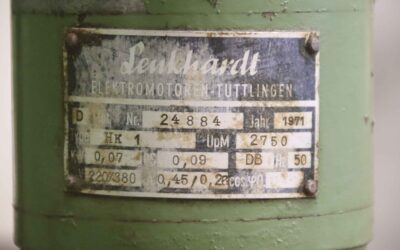 Leukhardt
ELEKTROMOTOREN-TUTTLINGEN
D Nr. 24884 Jahr 1971
HK 1 UpM 2750
0,07 0,09 DB 50
220/380 0,45/0,26 cos